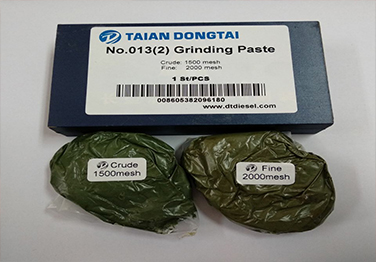 TAIAN DONGTAI
No.013(2) Grinding Paste
Crude: 1500 mesh
Fine: 2000 mesh
1 St/PCS
008605382096180
www.dtdiesel.com
Crude
1500mesh
Fine
2000mesh